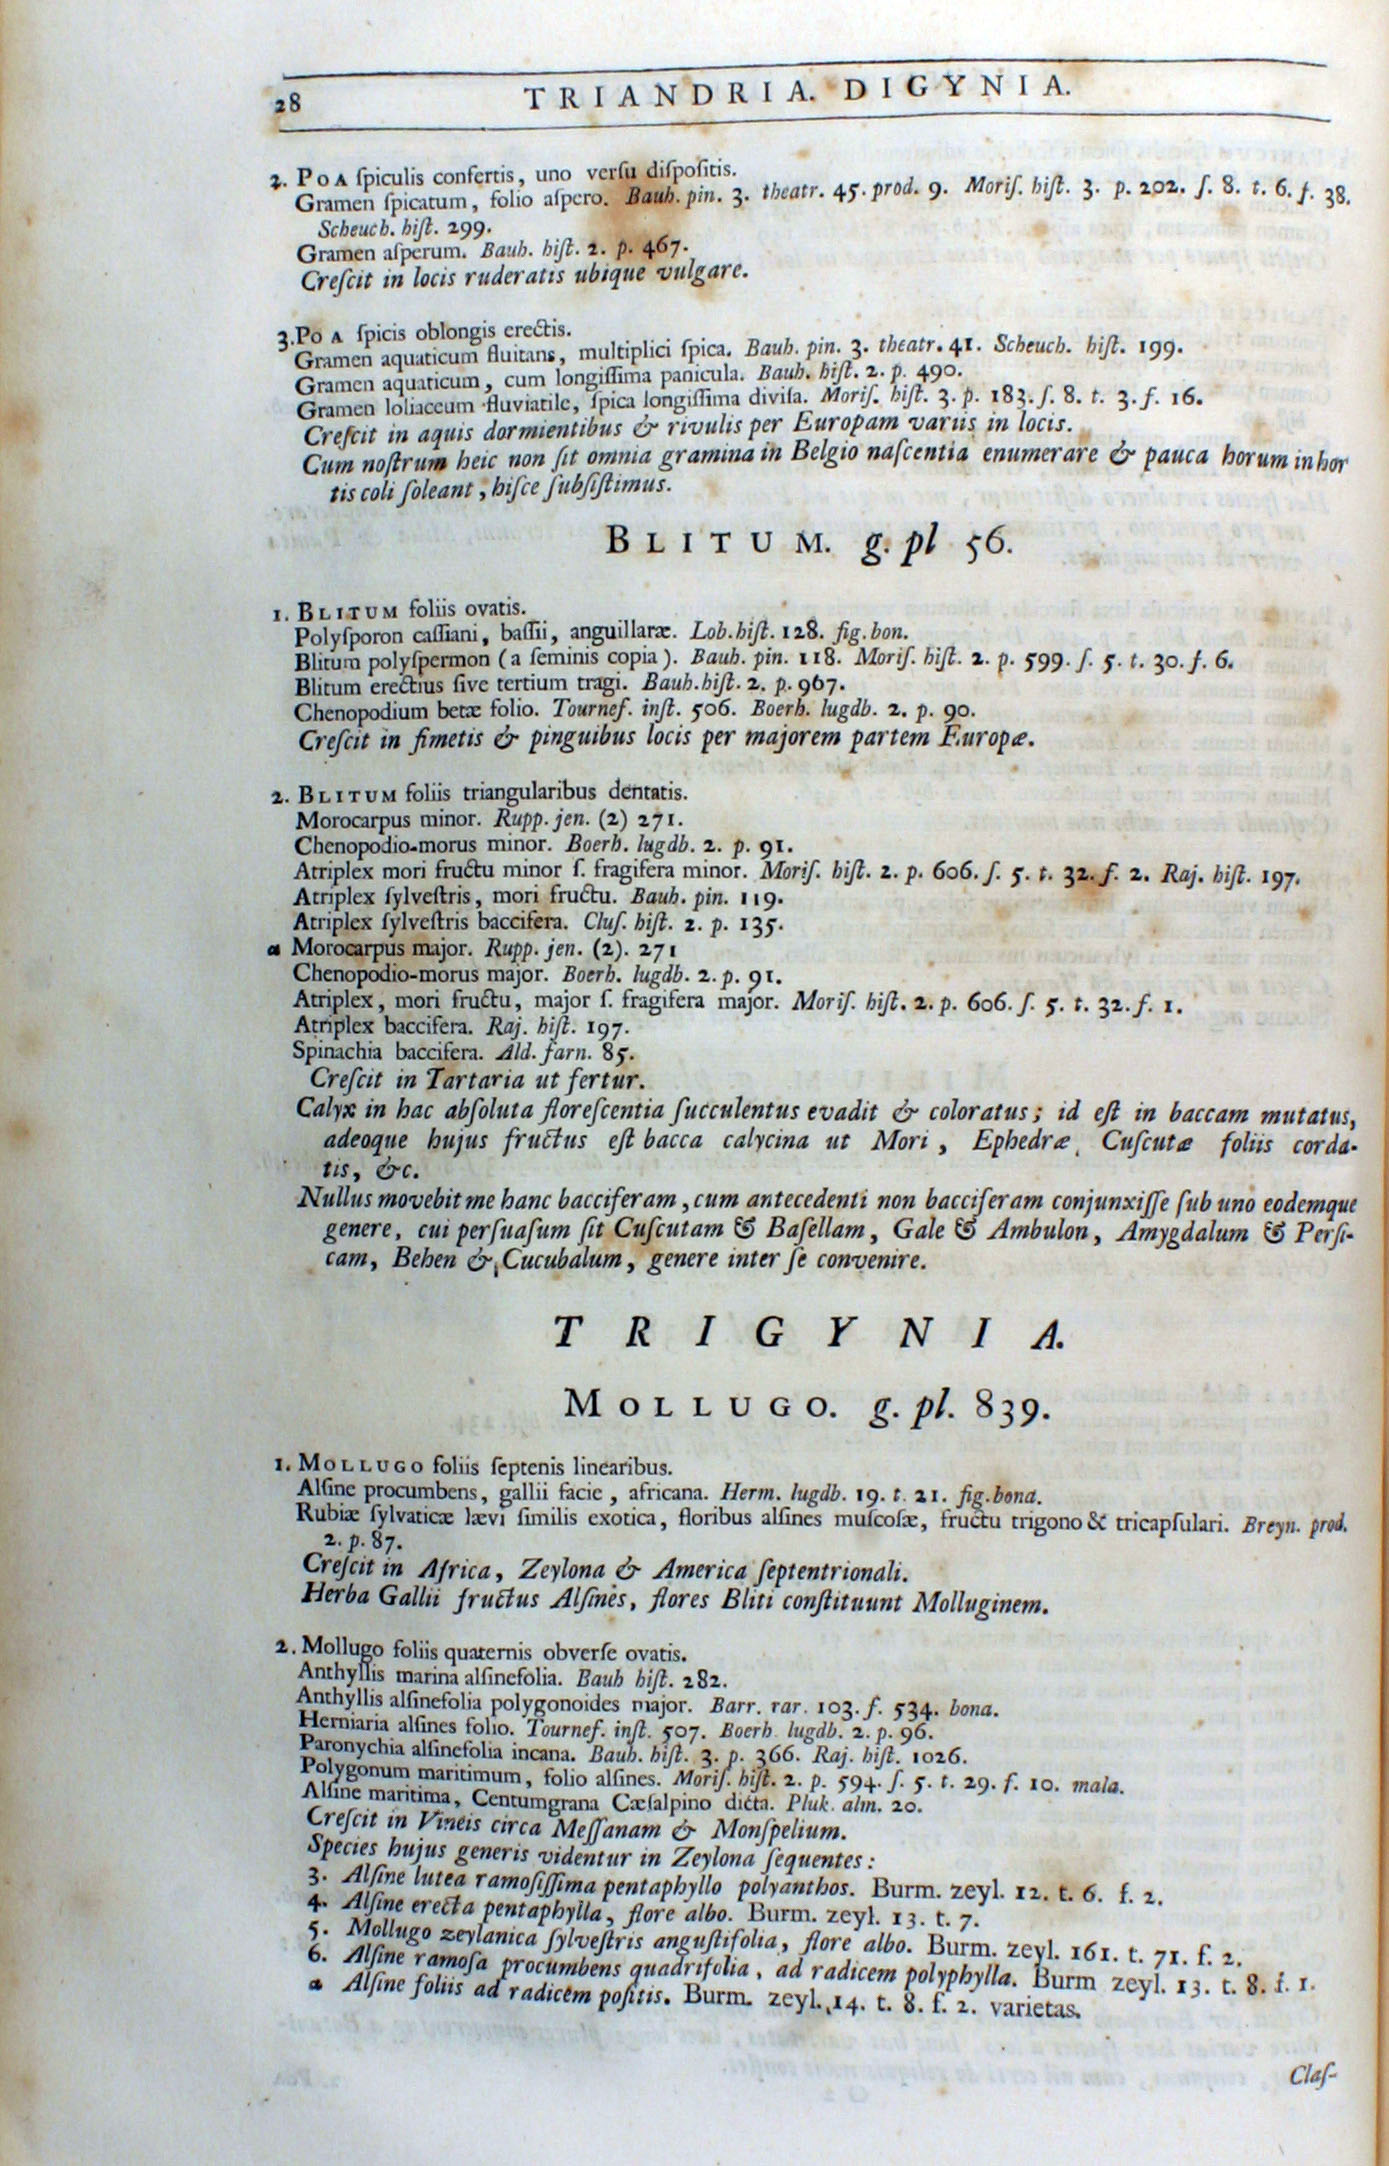 28 TRIANDRIA. DIGYNIA.
2. POA ſpiculis confertis, uno verſu diſpoſitis.
Gramen ſpicatum, folio aſpero. Bauh. pin. 3. theatr. 45. prod. 9. Moriſ. hiſt. 3. p. 202. ſ. 8. t. 6. f. 38.
Scheuch. hiſt. 299.
Gramen aſperum. Bauh. hiſt. 2. p. 467.
Creſcit in locis ruderatis ubique vulgare.
3. POA ſpicis oblongis erectis.
Gramen aquaticum fluitans, multiplici ſpica. Bauh. pin. 3. theatr. 41. Scheuch. hiſt. 199.
Gramen aquaticum, cum longiſſima panicula. Bauh. hiſt. 2. p. 490.
Gramen loliaceum fluviatile, ſpica longiſſima diviſa. Moriſ. hiſt. 3. p. 183. ſ. 8. t. 3. f. 16.
Creſcit in aquis dormientibus & rivulis per Europam variis in locis.
Cum noſtrum heic non ſit omnia gramina in Belgio naſcentia enumerare & pauca horum in hor
tis coli ſoleant, hiſce ſubſiſtimus.
BLITUM. g. pl 56.
1. BLITUM foliis ovatis.
Polyſporon caſſiani, baſſii, anguillaræ. Lob. hiſt. 128. fig. bon.
Blitum polyſpermon (a ſeminis copia). Bauh. pin. 118. Moriſ. hiſt. 2. p. 599. ſ. 5. t. 30. f. 6.
Blitum erectius ſive tertium tragi. Bauh. hiſt. 2. p. 967.
Chenopodium betæ folio. Tournef. inſt. 506. Boerh. lugdb. 2. p. 90.
Creſcit in fimetis & pinguibus locis per majorem partem Europæ.
2. BLITUM foliis triangularibus dentatis.
Morocarpus minor. Rupp. jen. (2) 271.
Chenopodio-morus minor. Boerh. lugdb. 2. p. 91.
Atriplex mori fructu minor ſ. fragifera minor. Moriſ. hiſt. 2. p. 606. ſ. 5. t. 32. f. 2. Raj. hiſt. 197.
Atriplex ſylveſtris, mori fructu. Bauh. pin. 119.
Atriplex ſylveſtris baccifera. Cluſ. hiſt. 2. p. 135.
α Morocarpus major. Rupp. jen. (2). 271
Chenopodio-morus major. Boerh. lugdb. 2. p. 91.
Atriplex, mori fructu, major ſ. fragifera major. Moriſ. hiſt. 2. p. 606. ſ. 5. t. 32. f. 1.
Atriplex baccifera. Raj. hiſt. 197.
Spinachia baccifera. Ald. farn. 85.
Creſcit in Tartaria ut fertur.
Calyx in hac abſoluta floreſcentia ſucculentus evadit & coloratus; id eſt in baccam mutatus,
adeoque hujus fructus eſt bacca calycina ut Mori, Ephedræ, Cuſcutæ foliis corda-
tis, &c.
Nullus movebit me hanc bacciferam, cum antecedenti non bacciferam conjunxiſſe ſub uno eodemque
genere, cui perſuaſum ſit Cuſcutam & Baſellam, Gale & Ambulon, Amygdalum & Perſi-
cam, Behen & Cucubalum, genere inter ſe convenire.
TRIGYNIA.
MOLLUGO. g. pl. 839.
1. MOLLUGO foliis ſeptenis linearibus.
Alſine procumbens, gallii facie, africana. Herm. lugdb. 19. t. 21. fig. bona.
Rubiæ ſylvaticæ lævi ſimilis exotica, floribus alſines muſcoſæ, fructu trigono & tricapſulari. Breyn. prod.
2. p. 87.
Creſcit in Africa, Zeylona & America ſeptentrionali.
Herba Gallii fructus Alſines, flores Bliti conſtituunt Molluginem.
2. Mollugo foliis quaternis obverſe ovatis.
Anthyllis marina alſinefolia. Bauh hiſt. 282.
Anthyllis alſinefolia polygonoides major. Barr. rar. 103. f. 534. bona.
Herniaria alſines folio. Tournef. inſt. 507. Boerh lugdb. 2. p. 96.
Paronychia alſinefolia incana. Bauh. hiſt. 3. p. 366. Raj. hiſt. 1026.
Polygonum maritimum, folio alſines. Moriſ. hiſt. 2. p. 594. ſ. 5. t. 29. f. 10. mala.
Alſine maritima, Centumgrana Cæſalpino dicta. Pluk. alm. 20.
Creſcit in Vineis circa Meſſanam & Monſpelium.
Species hujus generis videntur in Zeylona ſequentes:
3. Alſine lutea ramoſiſſima pentaphyllo polyanthos. Burm. zeyl. 12. t. 6. f. 2.
4. Alſine erecta pentaphylla, flore albo. Burm. zeyl. 13. t. 7.
5. Mollugo zeylanica ſylveſtris anguſtifolia, flore albo. Burm. zeyl. 161. t. 71. f. 2.
6. Alſine ramoſa procumbens quadrifolia, ad radicem polyphylla. Burm zeyl. 13. t. 8. f. 1.
α Alſine foliis ad radicem poſitis. Burm. zeyl. 14. t. 8. f. 2. varietas.
Claſ-